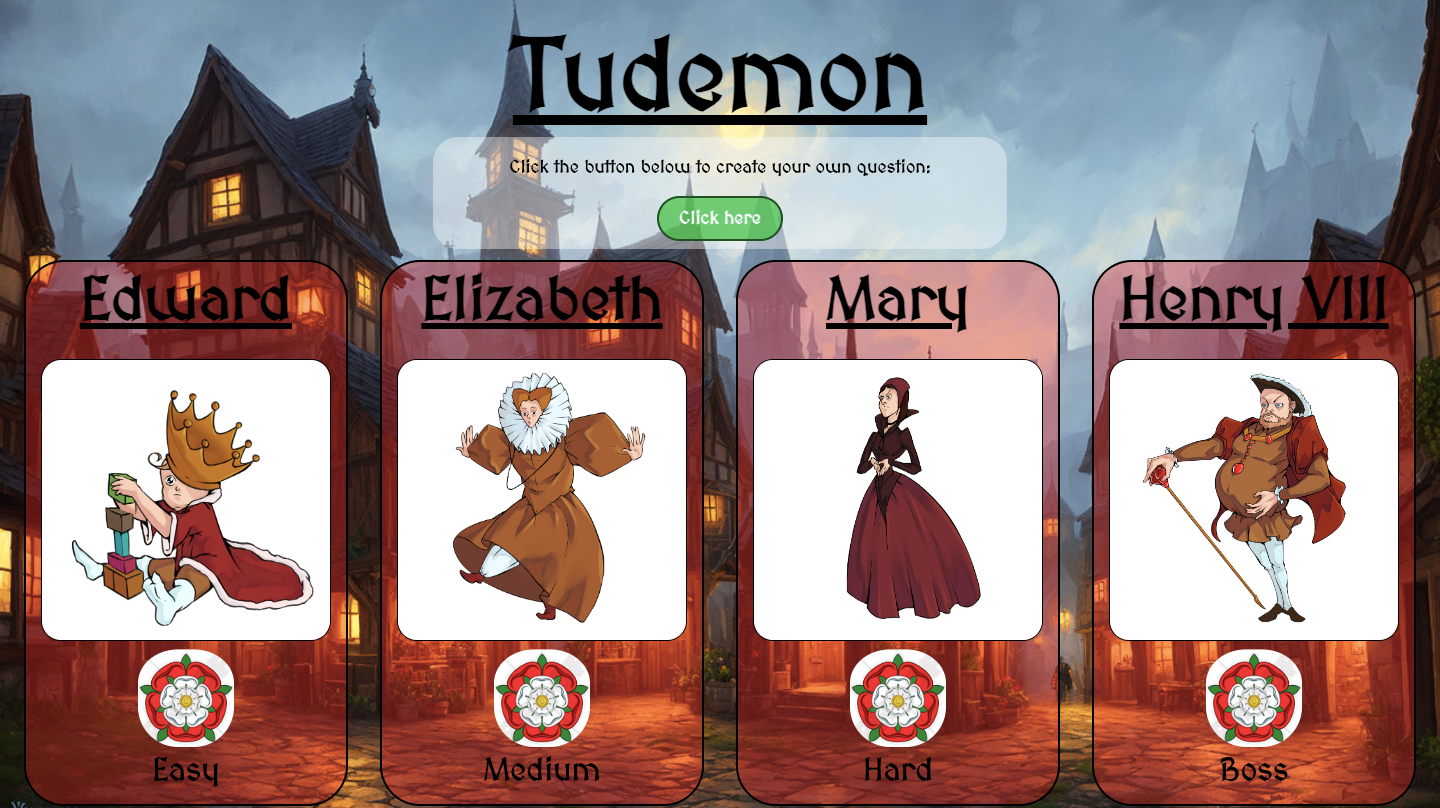 Tudemon
Click the button below to create your own question:
Click here
Edward
Elizabeth
Mary
Henry VIII
Easy
Medium
Hard
Boss